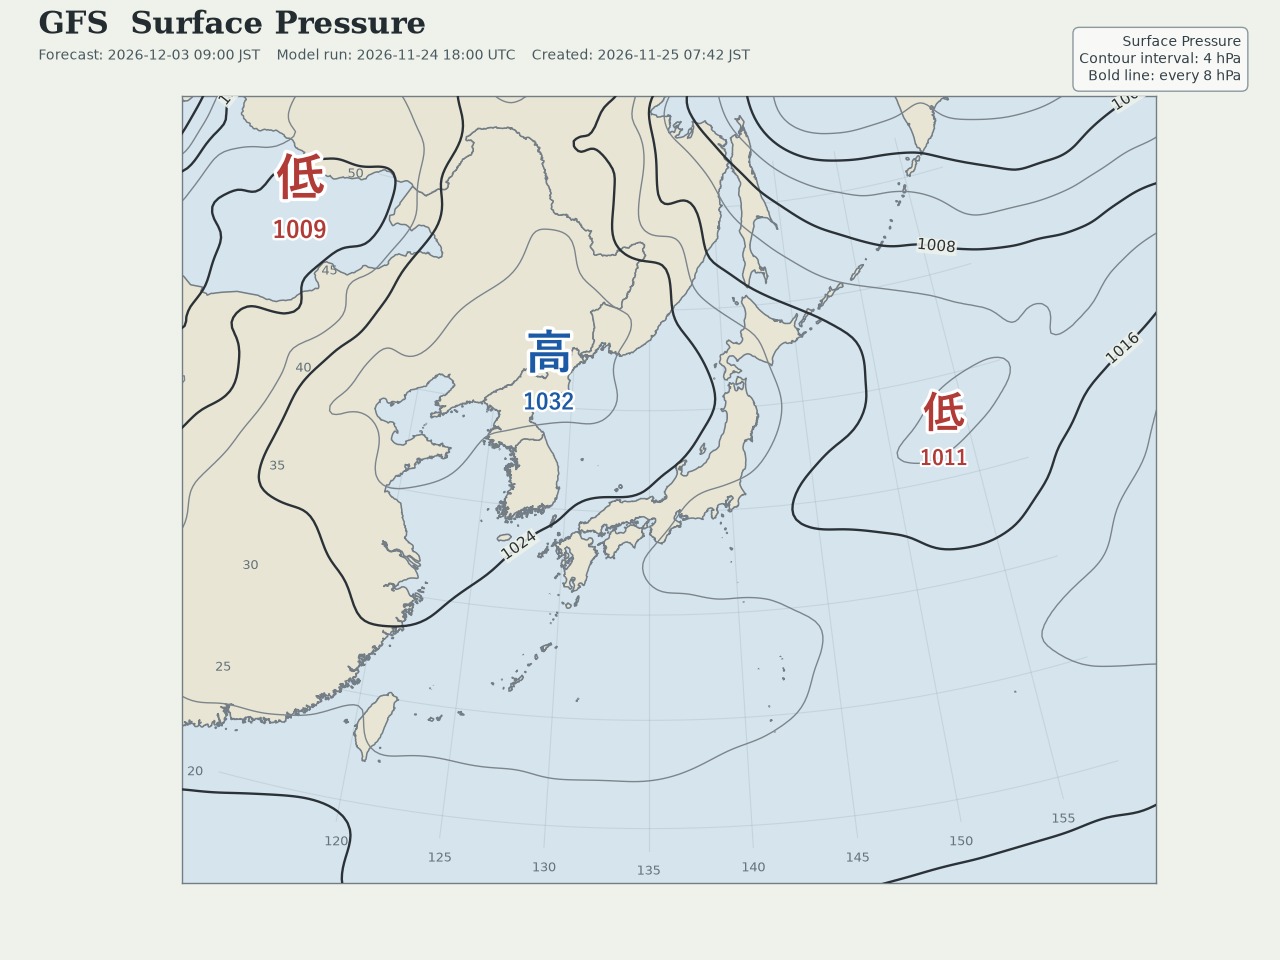 GFS  Surface Pressure
Forecast: 2026-12-03 09:00 JST    Model run: 2026-11-24 18:00 UTC    Created: 2026-11-25 07:42 JST
Surface Pressure
Contour interval: 4 hPa
Bold line: every 8 hPa
低
50
1009
1008
45
1016
高
40
1032
低
1011
35
1024
30
25
20
155
120
150
125
145
130
140
135